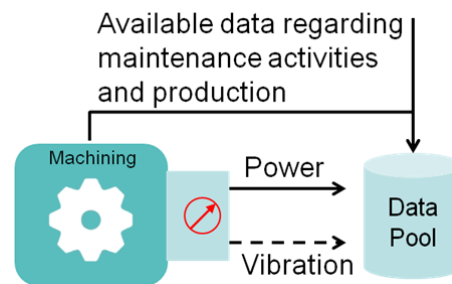 Available data regarding
maintenance activities
and production
Machining
Power
Data
Pool
Vibration